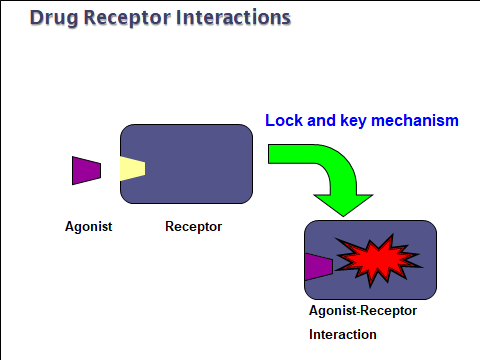 Drug Receptor Interactions
Lock and key mechanism
Agonist
Receptor
Agonist-Receptor
Interaction